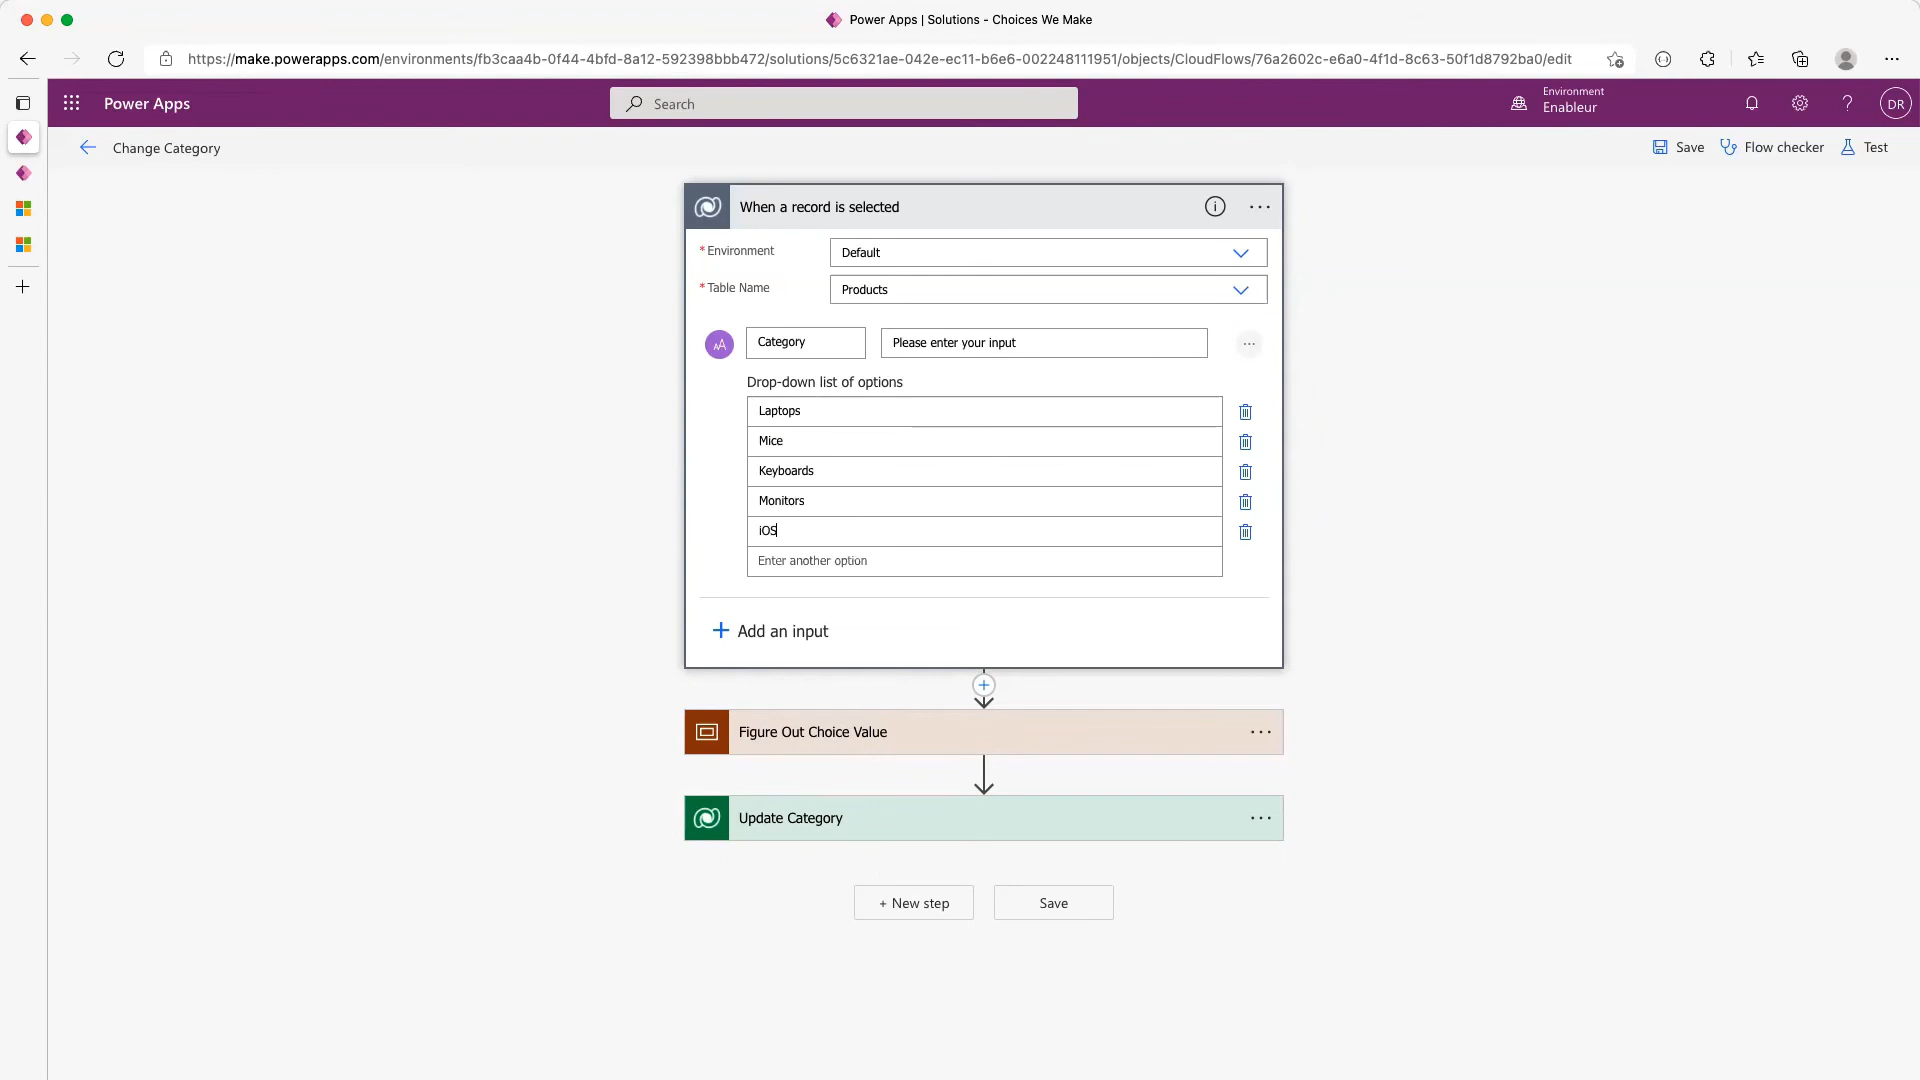 Power Apps | Solutions - Choices We Make
https://make.powerapps.com/environments/fb3caa4b-0f44-4bfd-8a12-592398bbb472/solutions/5c6321ae-042e-ec11-b6e6-002248111951/objects/CloudFlows/76a2602c-e6a0-4f1d-8c63-50f1d8792ba0/edit
Power Apps
Search
Environment
Enableur
DR
Change Category
Save
Flow checker
Test
When a record is selected
* Environment
Default
* Table Name
Products
Category
Please enter your input
Drop-down list of options
Laptops
Mice
Keyboards
Monitors
iOS
Enter another option
Add an input
Figure Out Choice Value
Update Category
+ New step
Save